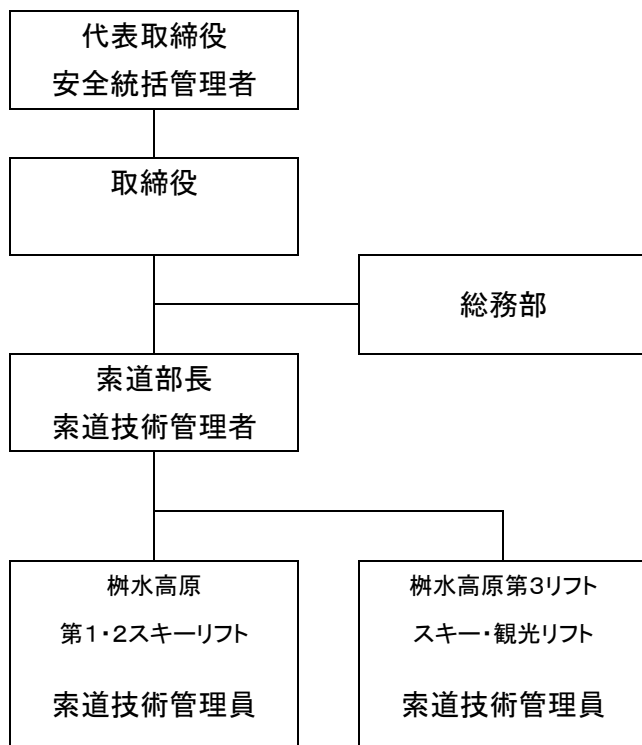 代表取締役
安全統括管理者
取締役
総務部
索道部長
索道技術管理者
桝水高原
第1・2スキーリフト
索道技術管理員
桝水高原第3リフト
スキー・観光リフト
索道技術管理員